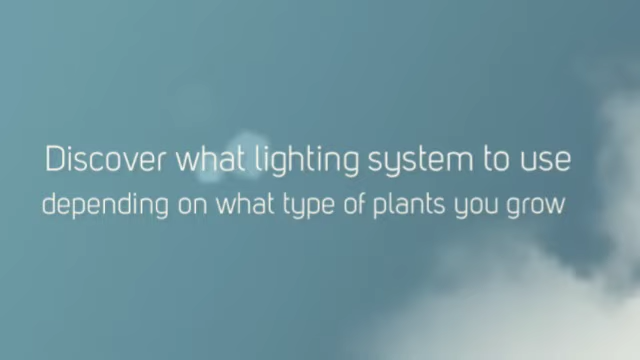 Discover what lighting system to use
depending on what type of plants you grow